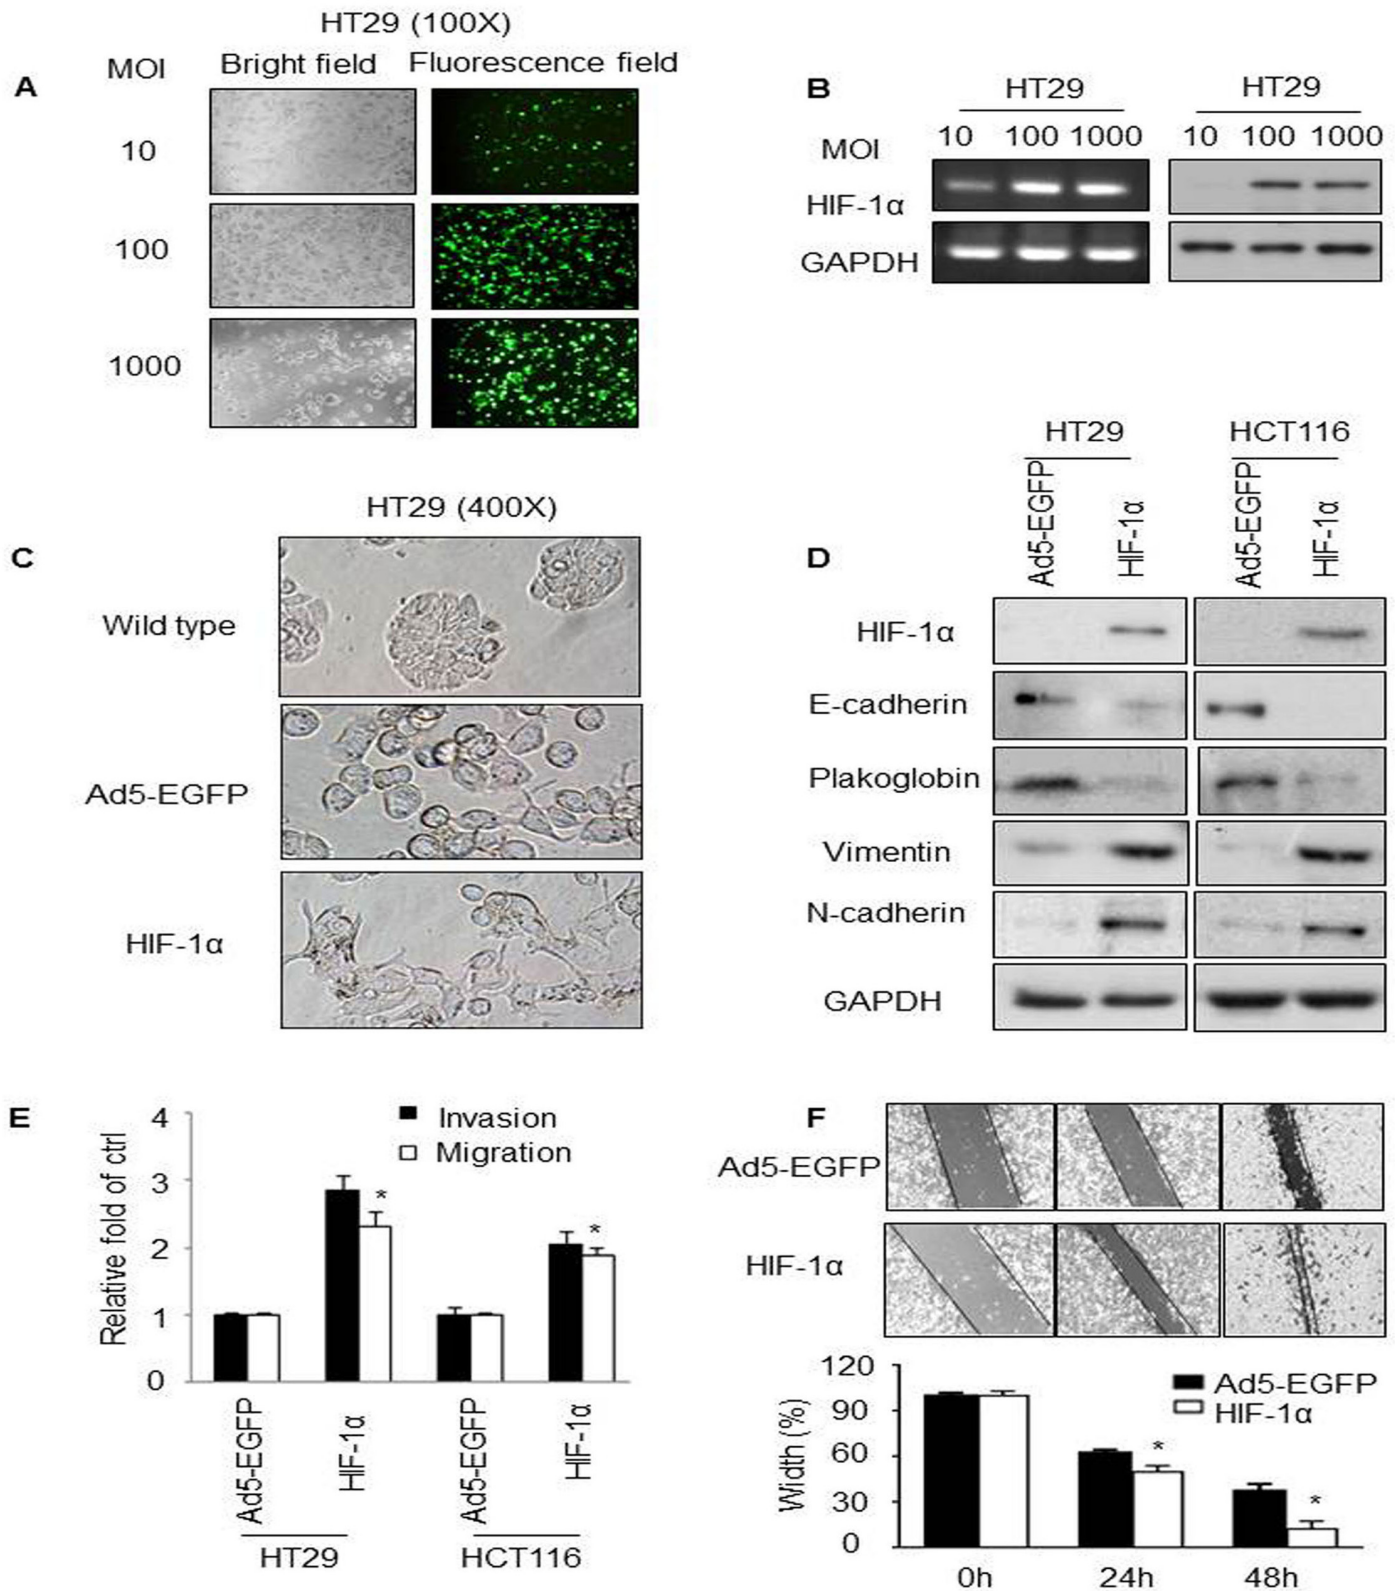 A
HT29 (100X)
MOI
Bright field
Fluorescence field
10
100
1000
B
HT29
HT29
MOI
10 100 1000
10 100 1000
HIF-1α
GAPDH
C
HT29 (400X)
Wild type
Ad5-EGFP
HIF-1α
D
HT29
HCT116
Ad5-EGFP
HIF-1α
Ad5-EGFP
HIF-1α
HIF-1α
E-cadherin
Plakoglobin
Vimentin
N-cadherin
GAPDH
E
Relative fold of ctrl
4
3
2
1
0
Invasion
Migration
*
*
Ad5-EGFP
HIF-1α
Ad5-EGFP
HIF-1α
HT29
HCT116
F
Ad5-EGFP
HIF-1α
Width (%)
120
90
60
30
0
Ad5-EGFP
HIF-1α
*
*
0h
24h
48h